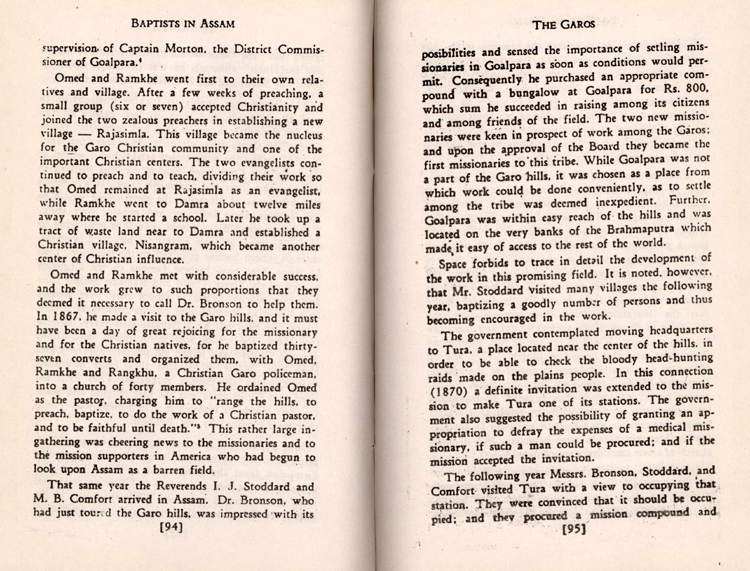 BAPTISTS IN ASSAM
supervision of Captain Morton, the District Commis-
sioner of Goalpara.⁴
Omed and Ramkhe went first to their own rela-
tives and village. After a few weeks of preaching, a
small group (six or seven) accepted Christianity and
joined the two zealous preachers in establishing a new
village — Rajasimla. This village became the nucleus
for the Garo Christian community and one of the
important Christian centers. The two evangelists con-
tinued to preach and to teach, dividing their work so
that Omed remained at Rajasimla as an evangelist,
while Ramkhe went to Damra about twelve miles
away where he started a school. Later he took up a
tract of waste land near to Damra and established a
Christian village, Nisangram, which became another
center of Christian influence.
Omed and Ramkhe met with considerable success,
and the work grew to such proportions that they
deemed it necessary to call Dr. Bronson to help them.
In 1867, he made a visit to the Garo hills, and it must
have been a day of great rejoicing for the missionary
and for the Christian natives, for he baptized thirty-
seven converts and organized them, with Omed,
Ramkhe and Rangkhu, a Christian Garo policeman,
into a church of forty members. He ordained Omed
as the pastor, charging him to "range the hills, to
preach, baptize, to do the work of a Christian pastor,
and to be faithful until death."⁵ This rather large in-
gathering was cheering news to the missionaries and to
the mission supporters in America who had begun to
look upon Assam as a barren field.
That same year the Reverends I. J. Stoddard and
M. B. Comfort arrived in Assam. Dr. Bronson, who
had just toured the Garo hills, was impressed with its
[94]
THE GAROS
posibilities and sensed the importance of setling mis-
sionaries in Goalpara as soon as conditions would per-
mit. Consequently he purchased an appropriate com-
pound with a bungalow at Goalpara for Rs. 800,
which sum he succeeded in raising among its citizens
and among friends of the field. The two new missio-
naries were keen in prospect of work among the Garos;
and upon the approval of the Board they became the
first missionaries to this tribe. While Goalpara was not
a part of the Garo hills, it was chosen as a place from
which work could be done conveniently, as to settle
among the tribe was deemed inexpedient. Further,
Goalpara was within easy reach of the hills and was
located on the very banks of the Brahmaputra which
made it easy of access to the rest of the world.
Space forbids to trace in detail the development of
the work in this promising field. It is noted, however,
that Mr. Stoddard visited many villages the following
year, baptizing a goodly number of persons and thus
becoming encouraged in the work.
The government contemplated moving headquarters
to Tura, a place located near the center of the hills, in
order to be able to check the bloody head-hunting
raids made on the plains people. In this connection
(1870) a definite invitation was extended to the mis-
sion to make Tura one of its stations. The govern-
ment also suggested the possibility of granting an ap-
propriation to defray the expenses of a medical mis-
sionary, if such a man could be procured; and if the
mission accepted the invitation.
The following year Messrs. Bronson, Stoddard, and
Comfort visited Tura with a view to occupying that
station. They were convinced that it should be occu-
pied; and they procured a mission compound and
[95]